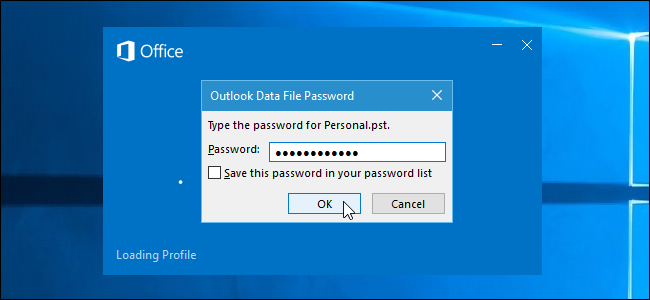 Office
Outlook Data File Password
Type the password for Personal.pst.
Password: ●●●●●●●●●●●●
Save this password in your password list
OK Cancel
Loading Profile